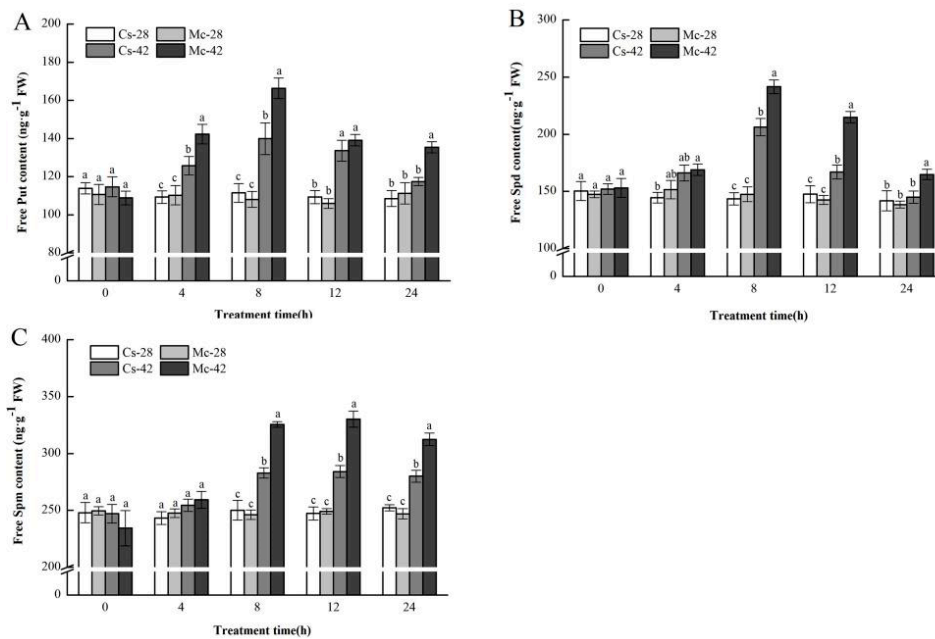 A
Cs-28 Mc-28
Cs-42 Mc-42
Free Put content (ng·g⁻¹ FW)
200
180
160
140
120
100
80
0
a a a a
c c b a
c c b a
b b a a
b b b a
0 4 8 12 24
Treatment time(h)
B
Cs-28 Mc-28
Cs-42 Mc-42
Free Spd content(ng·g⁻¹ FW)
300
250
200
150
100
0
a a a a
b ab ab a
c c b a
c c b a
b b b a
0 4 8 12 24
Treatment time(h)
C
Cs-28 Mc-28
Cs-42 Mc-42
Free Spm content (ng·g⁻¹ FW)
400
350
300
250
200
0
a a a a
a a a a
c c b a
c c b a
c c b a
0 4 8 12 24
Treatment time(h)